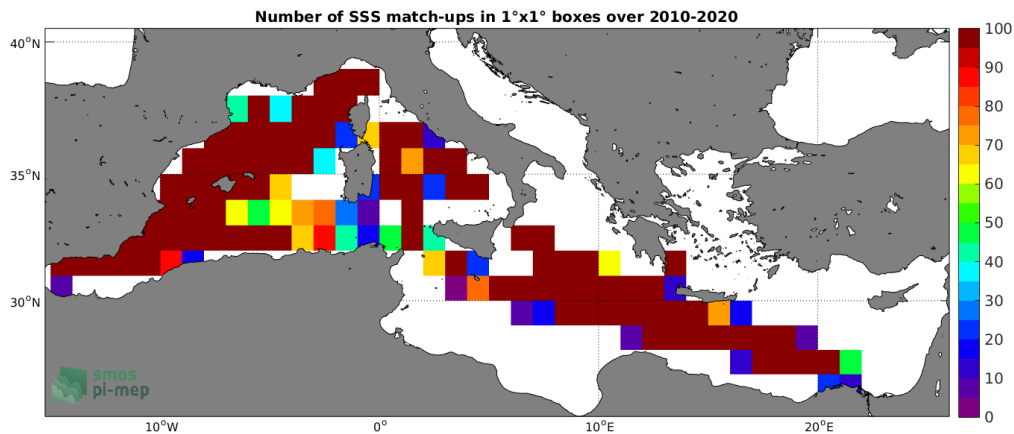 Number of SSS match-ups in 1°x1° boxes over 2010-2020
40°N
35°N
30°N
10°W
0°
10°E
20°E
100
90
80
70
60
50
40
30
20
10
0
smos
pi-mep